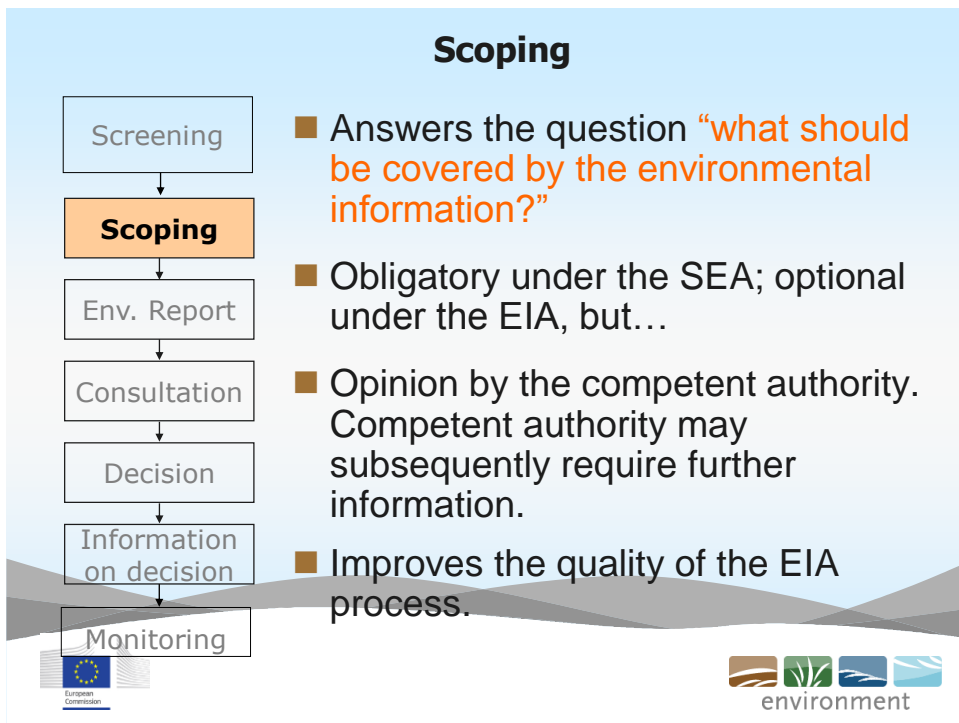 Scoping
Screening
Scoping
Env. Report
Consultation
Decision
Information
on decision
Monitoring
Answers the question “what should
be covered by the environmental
information?”
Obligatory under the SEA; optional
under the EIA, but…
Opinion by the competent authority.
Competent authority may
subsequently require further
information.
Improves the quality of the EIA
process.
European
Commission
environment